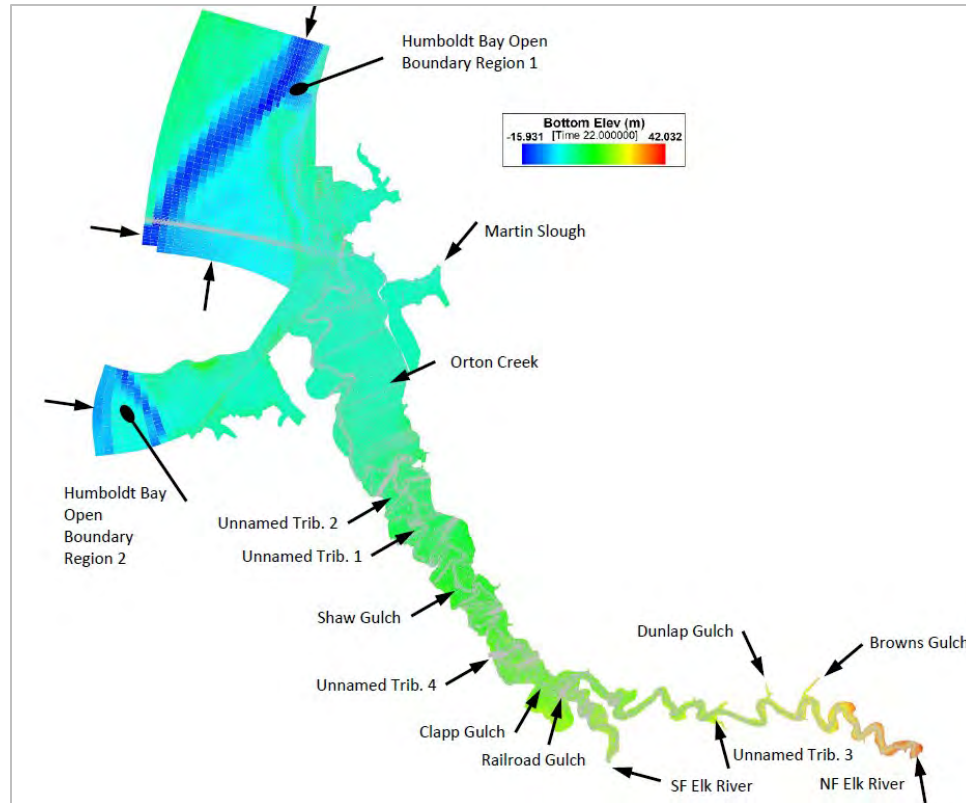 Humboldt Bay Open
Boundary Region 1
Bottom Elev (m)
-15.931 [Time 22.000000] 42.032
Martin Slough
Orton Creek
Humboldt Bay
Open
Boundary
Region 2
Unnamed Trib. 2
Unnamed Trib. 1
Shaw Gulch
Dunlap Gulch
Browns Gulch
Unnamed Trib. 4
Clapp Gulch
Railroad Gulch
Unnamed Trib. 3
SF Elk River
NF Elk River